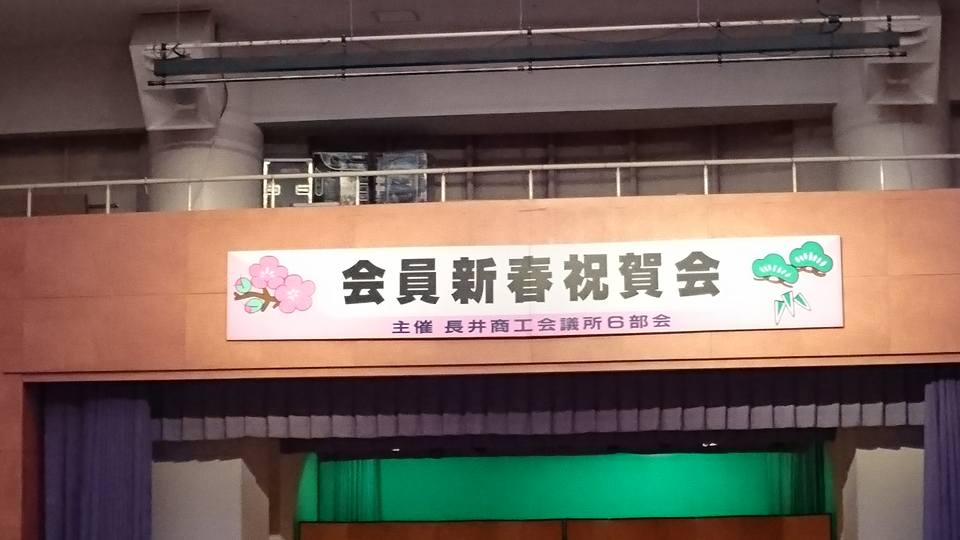 会員新春祝賀会
主催 長井商工会議所6部会